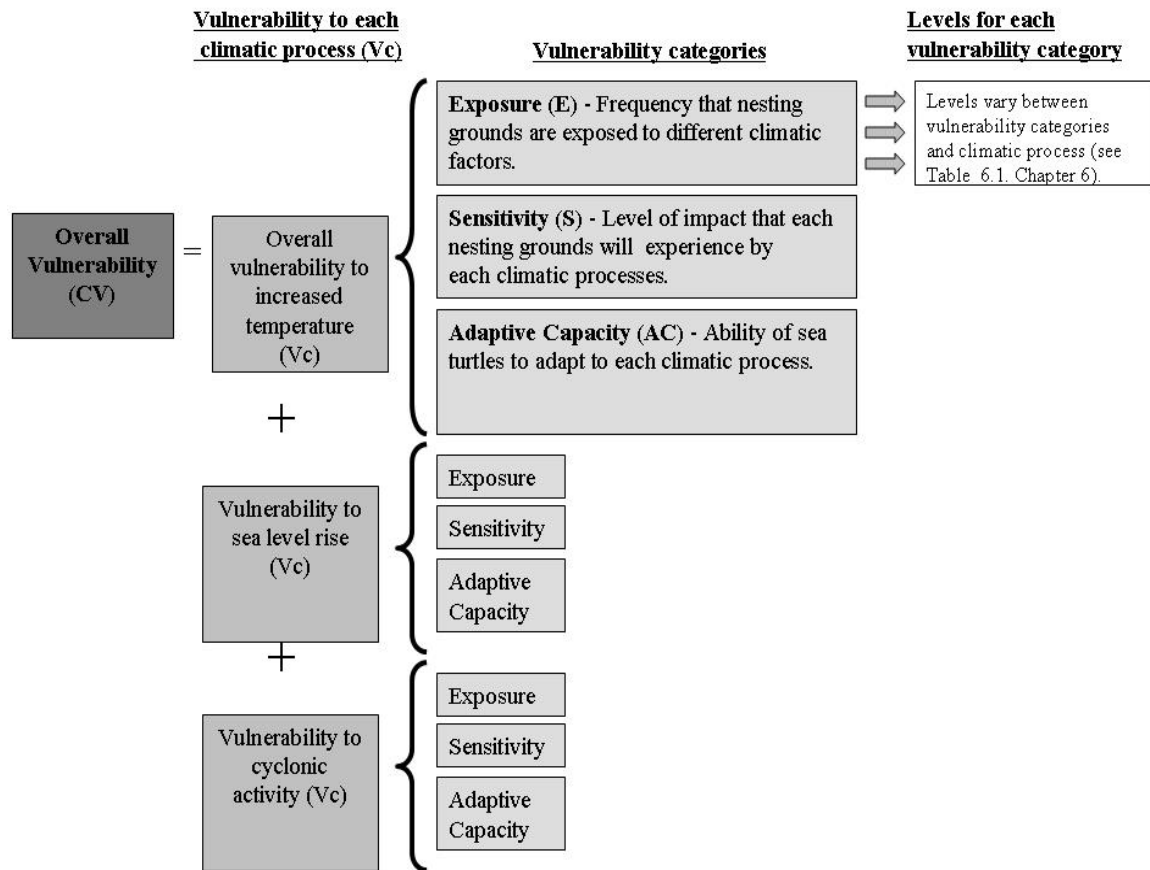 Vulnerability to each
climatic process (Vc)
Vulnerability categories
Levels for each
vulnerability category
Overall
Vulnerability
(CV)
=
Overall
vulnerability to
increased
temperature
(Vc)
Exposure (E) - Frequency that nesting
grounds are exposed to different climatic
factors.
Levels vary between
vulnerability categories
and climatic process (see
Table 6.1. Chapter 6).
Sensitivity (S) - Level of impact that each
nesting grounds will experience by
each climatic processes.
Adaptive Capacity (AC) - Ability of sea
turtles to adapt to each climatic process.
+
Vulnerability to
sea level rise
(Vc)
Exposure
Sensitivity
Adaptive
Capacity
+
Vulnerability to
cyclonic
activity (Vc)
Exposure
Sensitivity
Adaptive
Capacity